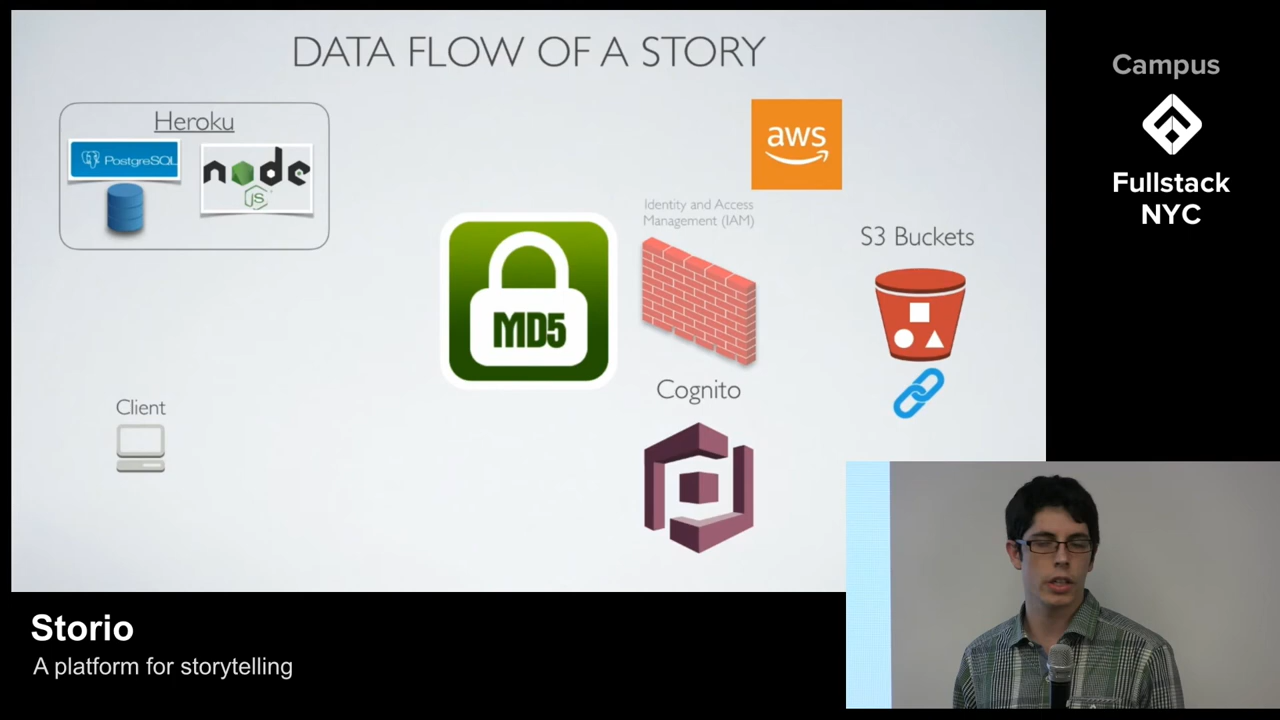 DATA FLOW OF A STORY
Heroku
PostgreSQL
node
JS
aws
Identity and Access
Management (IAM)
S3 Buckets
MD5
Cognito
Client
Campus
Fullstack
NYC
Storio
A platform for storytelling